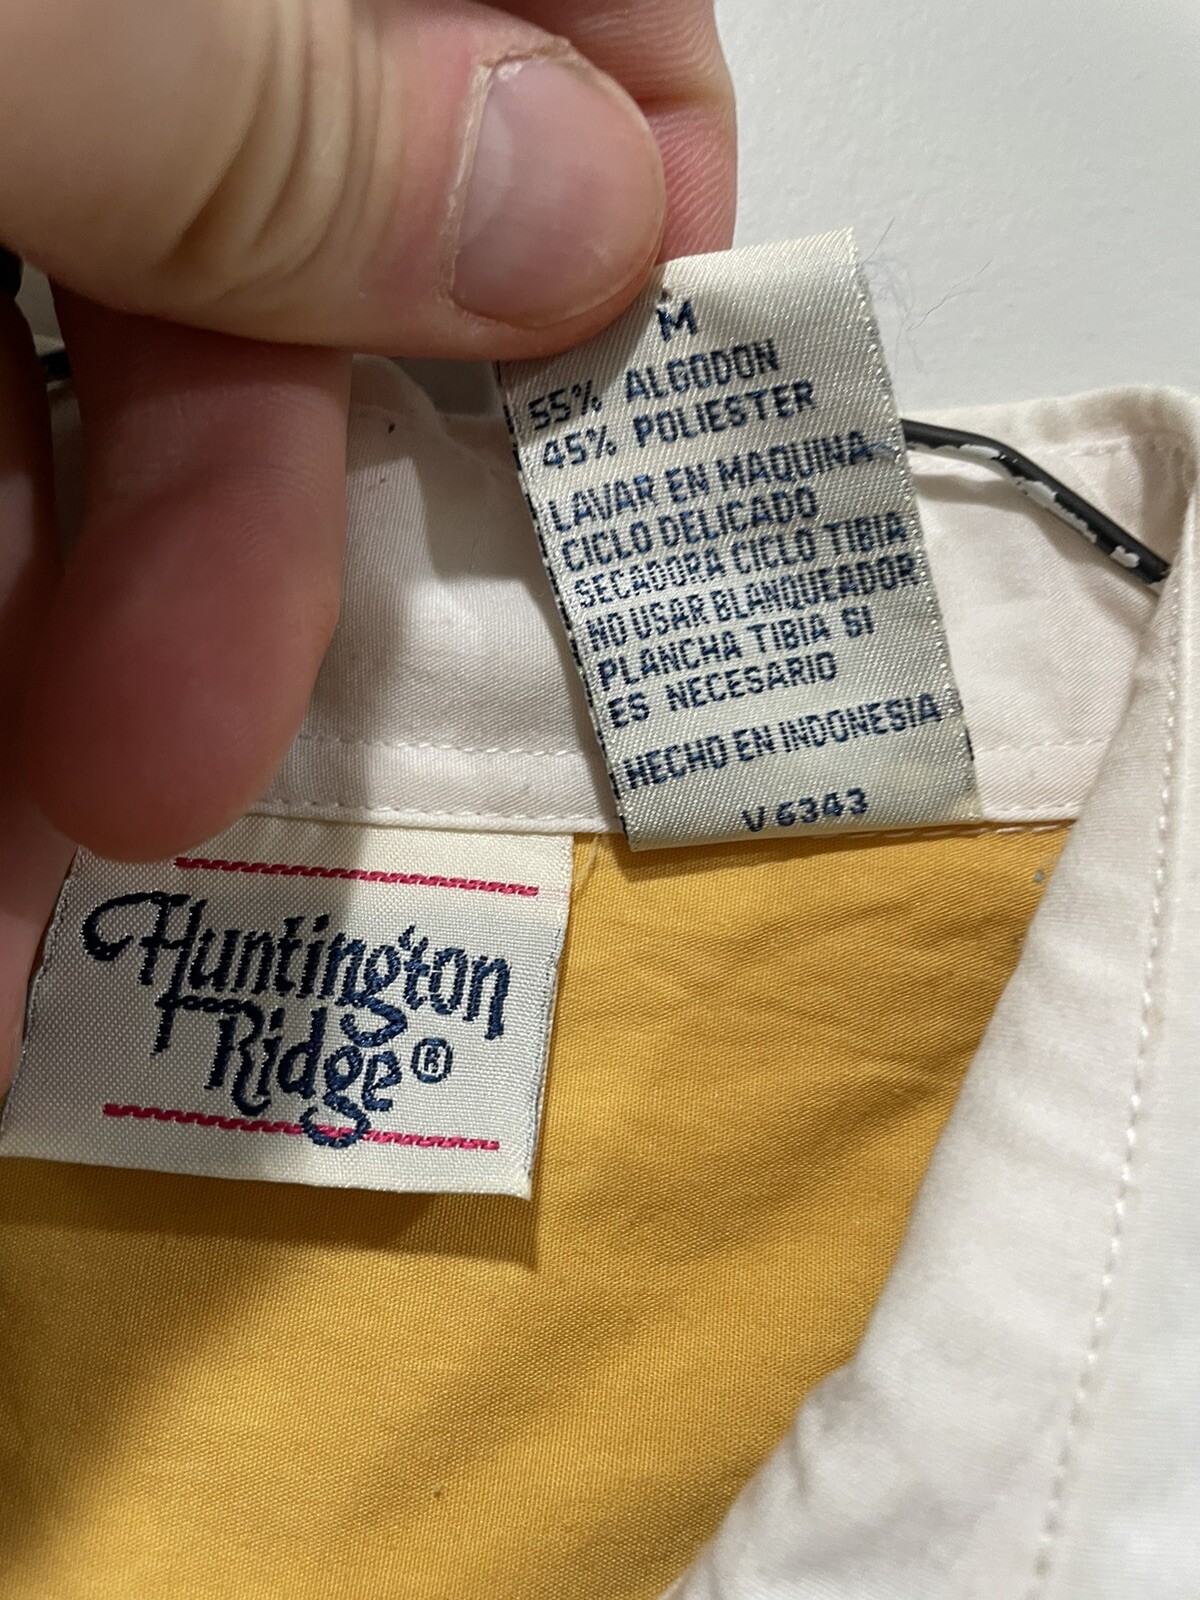 M
55% ALGODON
45% POLIESTER
LAVAR EN MAQUINA
CICLO DELICADO
SECADORA CICLO TIBIA
NO USAR BLANQUEADOR
PLANCHA TIBIA SI
ES NECESARIO
HECHO EN INDONESIA
V 6343
Huntington
Ridge®